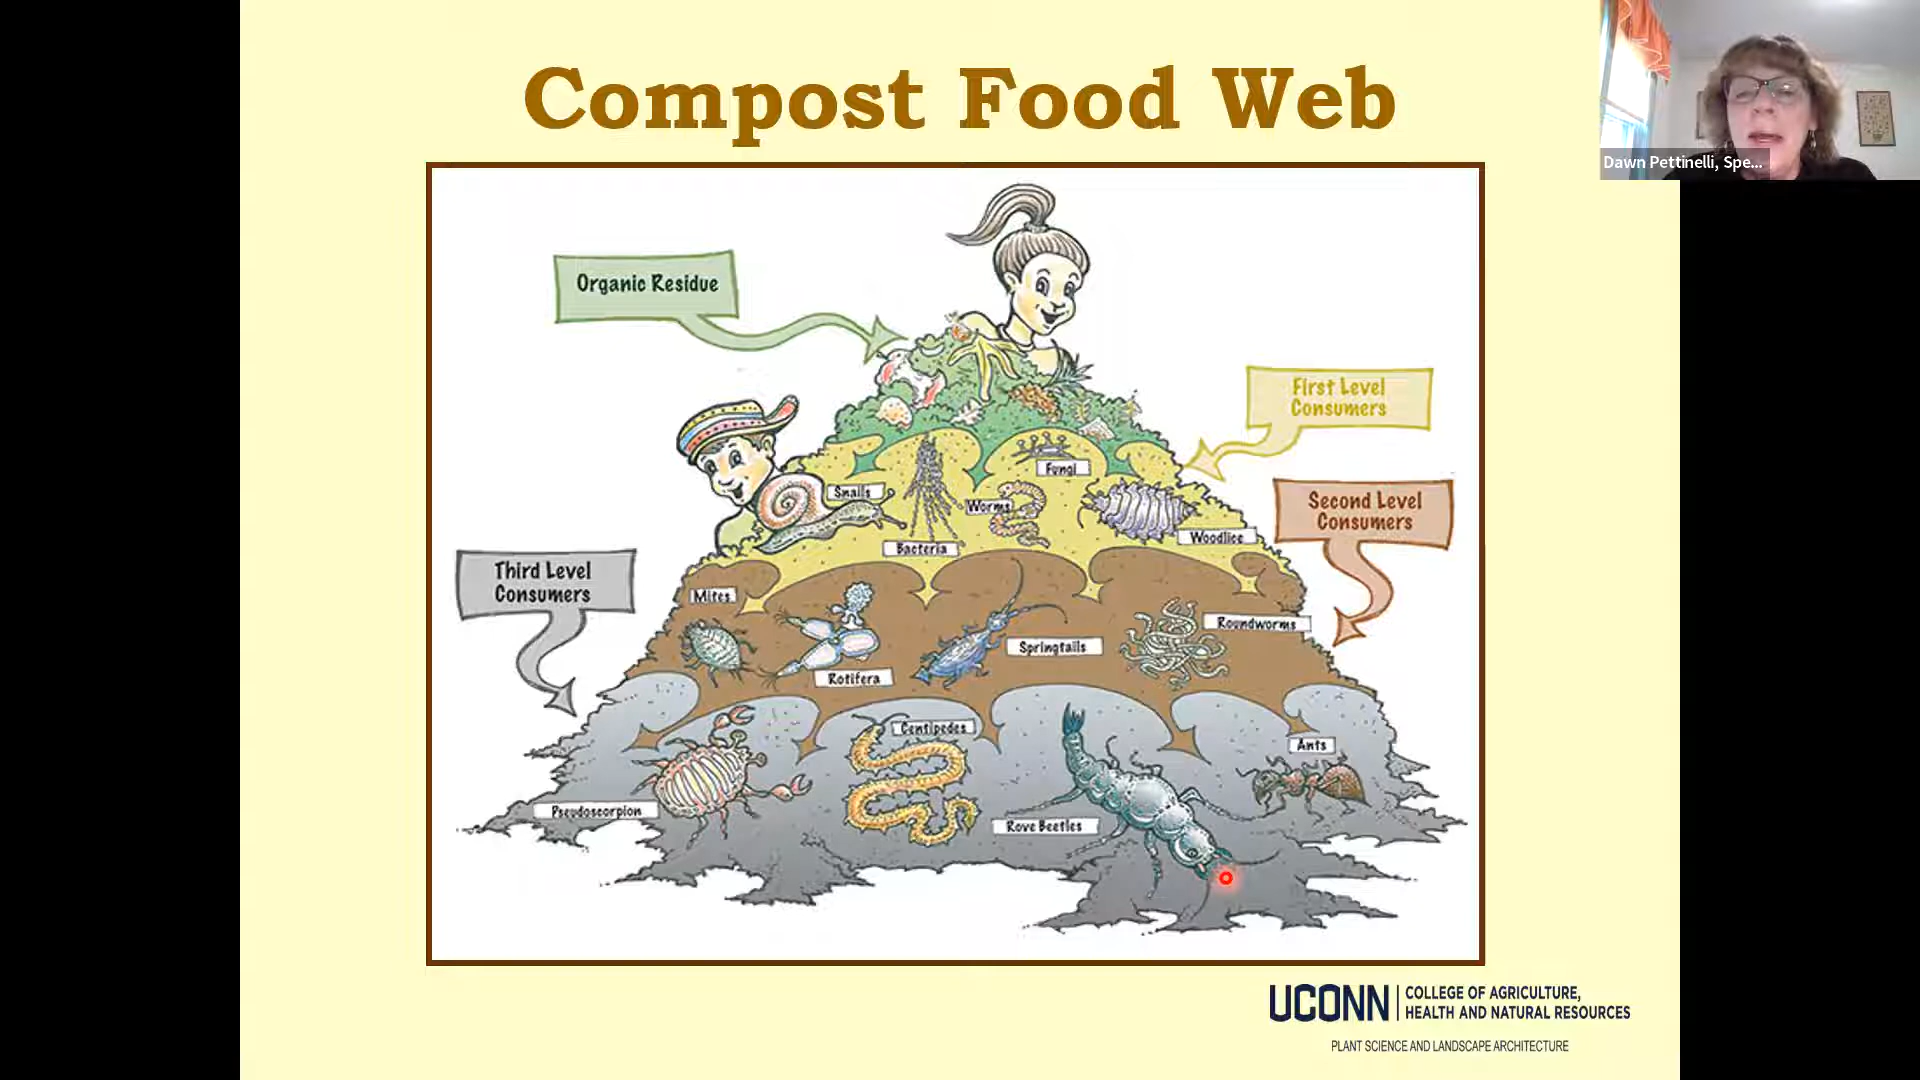 Compost Food Web
Dawn Pettinelli, Spe...
Organic Residue
First Level
Consumers
Second Level
Consumers
Third Level
Consumers
Fungi
Snails
Worms
Woodlice
Bacteria
Mites
Roundworms
Springtails
Rotifera
Centipedes
Ants
Pseudoscorpion
Rove Beetles
UCONN
COLLEGE OF AGRICULTURE,
HEALTH AND NATURAL RESOURCES
PLANT SCIENCE AND LANDSCAPE ARCHITECTURE